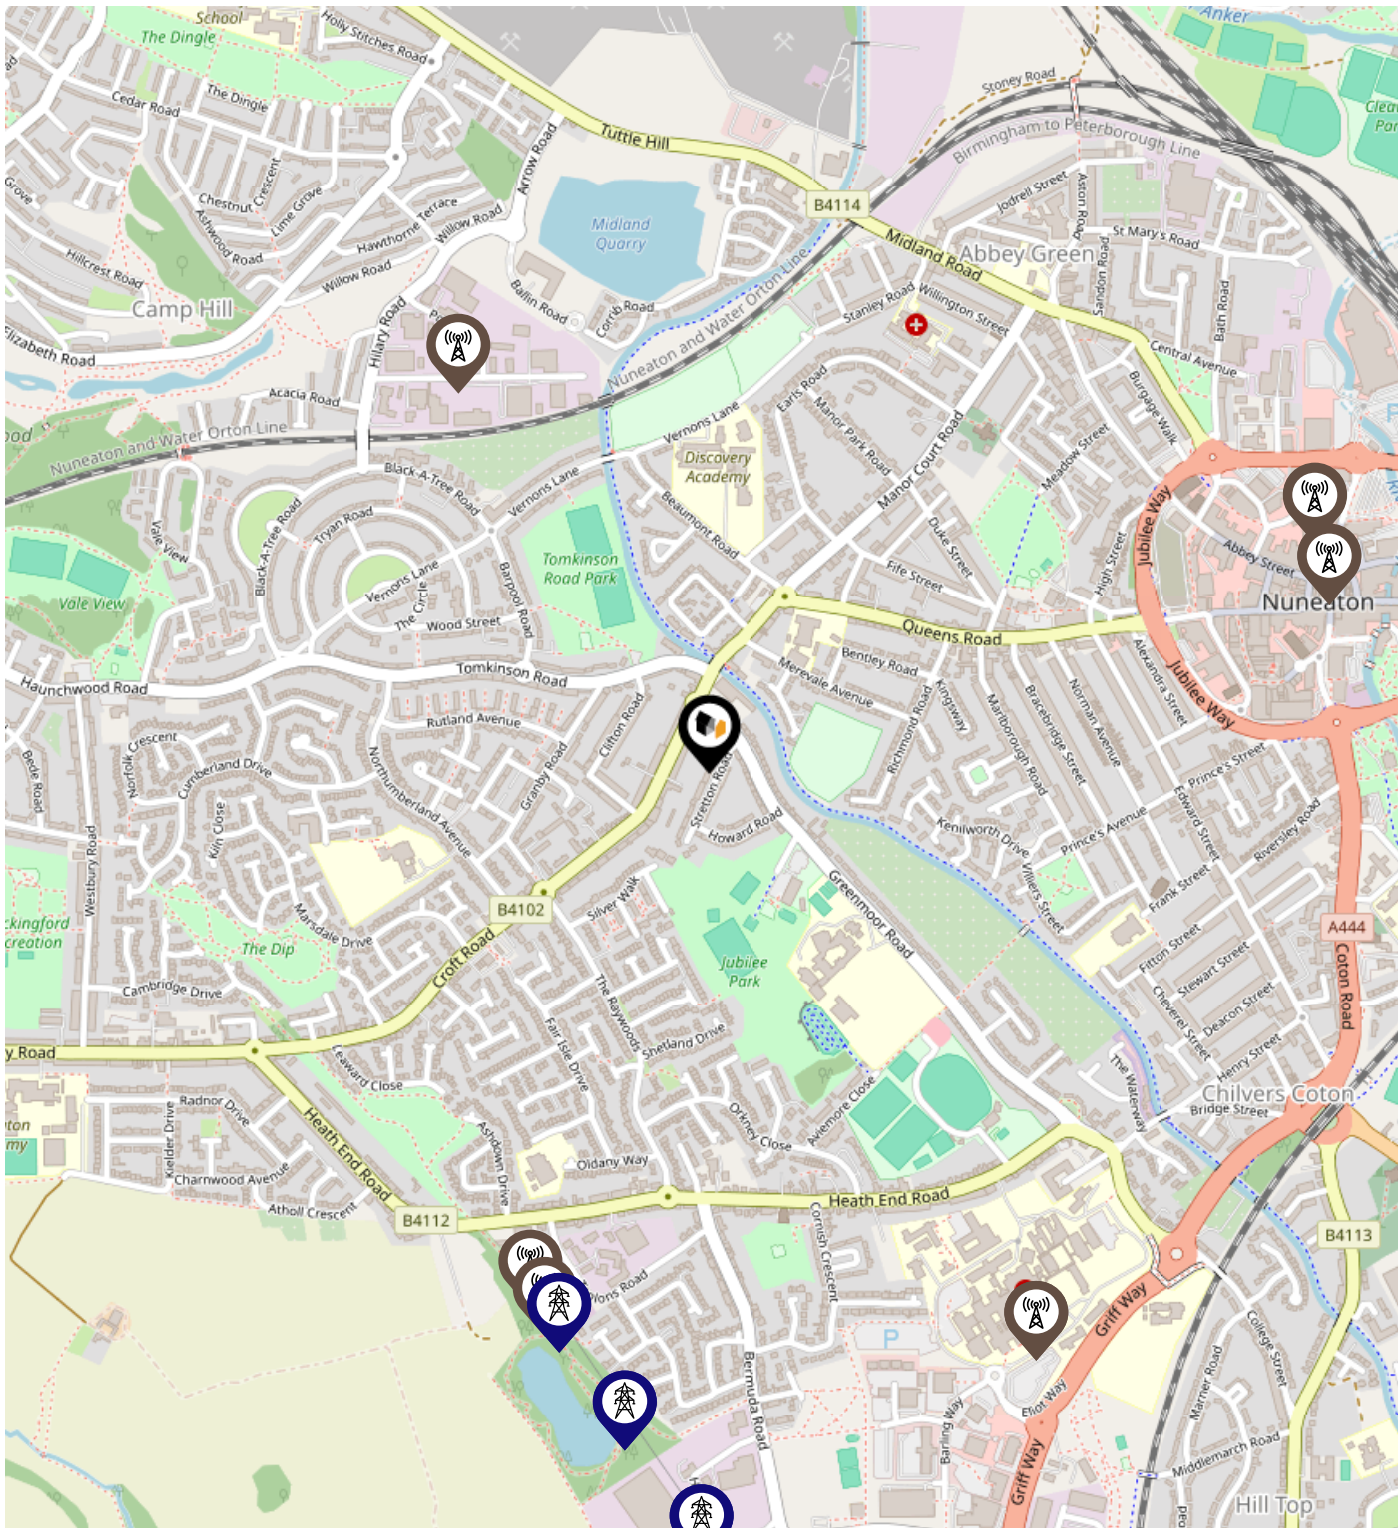 School
The Dingle
Holly Stitches Road
Anker
Cedar Road
The Dingle
Stoney Road
Tuttle Hill
Arrow Road
Birmingham to Peterborough Line
Grove
Chestnut Crescent
Lime Grove
Ashwood Road
Hawthorne Terrace
Willow Road
Midland
Quarry
B4114
Jodrell Street
Aston Road
St Mary's Road
Midland Road
Abbey Green
Sandon Road
Hillcrest Road
Willow Road
Camp Hill
Ballin Road
Corrib Road
Stanley Road
Willington Street
Bath Road
Elizabeth Road
Hilary Road
Nuneaton and Water Orton Line
Central Avenue
Acacia Road
Earls Road
Manor Park Road
Burgage Walk
Nuneaton and Water Orton Line
Vernons Lane
Manor Court Road
Meadow Street
Discovery
Academy
Black-A-Tree Road
Vernons Lane
Beaumont Road
Duke Street
Jubilee Way
Vale View
Black-A-Tree Road
Tryan Road
Abbey Street
Tomkinson
Road Park
Fife Street
High Street
Vale View
Vernons Lane
The Circle
Barpool Road
Wood Street
Nuneaton
Queens Road
Haunchwood Road
Tomkinson Road
Bentley Road
Merevale Avenue
Alexandra Street
Jubilee Way
Rutland Avenue
Clifton Road
Richmond Road
Kingsway
Marlborough Road
Bracebridge Street
Norman Avenue
Bede Road
Norfolk Crescent
Cumberland Drive
Northumberland Avenue
Granby Road
Stretton Road
Prince's Street
Kiln Close
Howard Road
Kenilworth Drive
Prince's Avenue
Edward Street
Riversley Road
Westbury Road
Villiers Street
Frank Street
B4102
Silver Walk
Greenmoor Road
A444
Marsdale Drive
The Dip
Croft Road
Jubilee
Park
Fitton Street
Stewart Street
Coton Road
Cambridge Drive
The Raywoods
Cheverel Street
Deacon Street
Fair Isle Drive
Shetland Drive
Henry Street
y Road
Leaward Close
The Waterway
Chilvers Coton
Bridge Street
Radnor Drive
Kielder Drive
Heath End Road
Orkney Close
Aviemore Close
Ashdown Drive
Oldany Way
Charnwood Avenue
Atholl Crescent
B4112
Heath End Road
Cornish Crescent
B4113
P
Griff Way
College Street
Bermuda Road
Marner Road
Eliot Way
Barling Way
Middlemarch Road
Griff Way
Hill Top